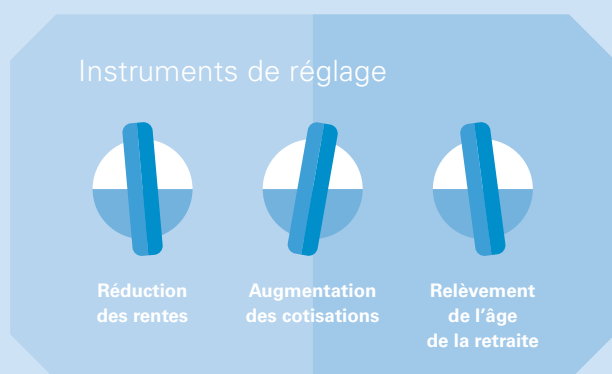 Instruments de réglage
Réduction
des rentes
Augmentation
des cotisations
Relèvement
de l’âge
de la retraite